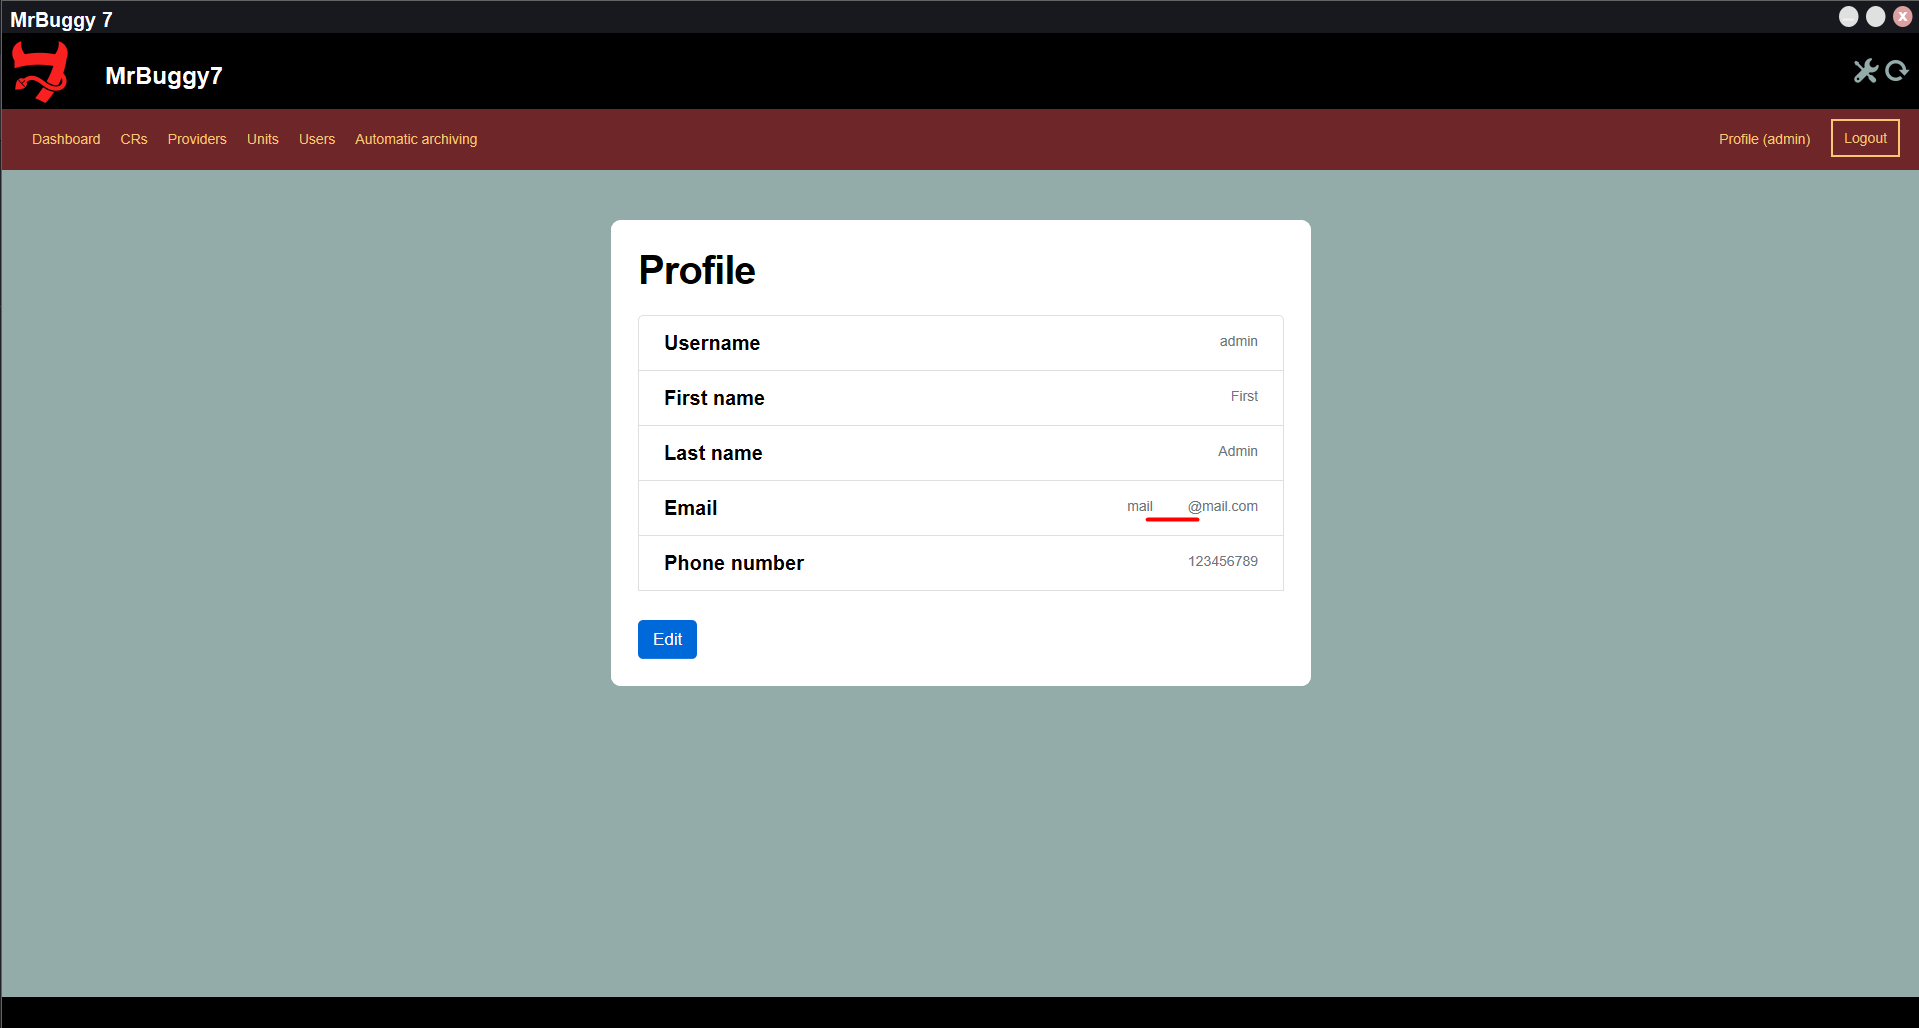 MrBuggy 7
X
MrBuggy7
Dashboard CRs Providers Units Users Automatic archiving Profile (admin) Logout
Profile
Username admin
First name First
Last name Admin
Email mail @mail.com
Phone number 123456789
Edit